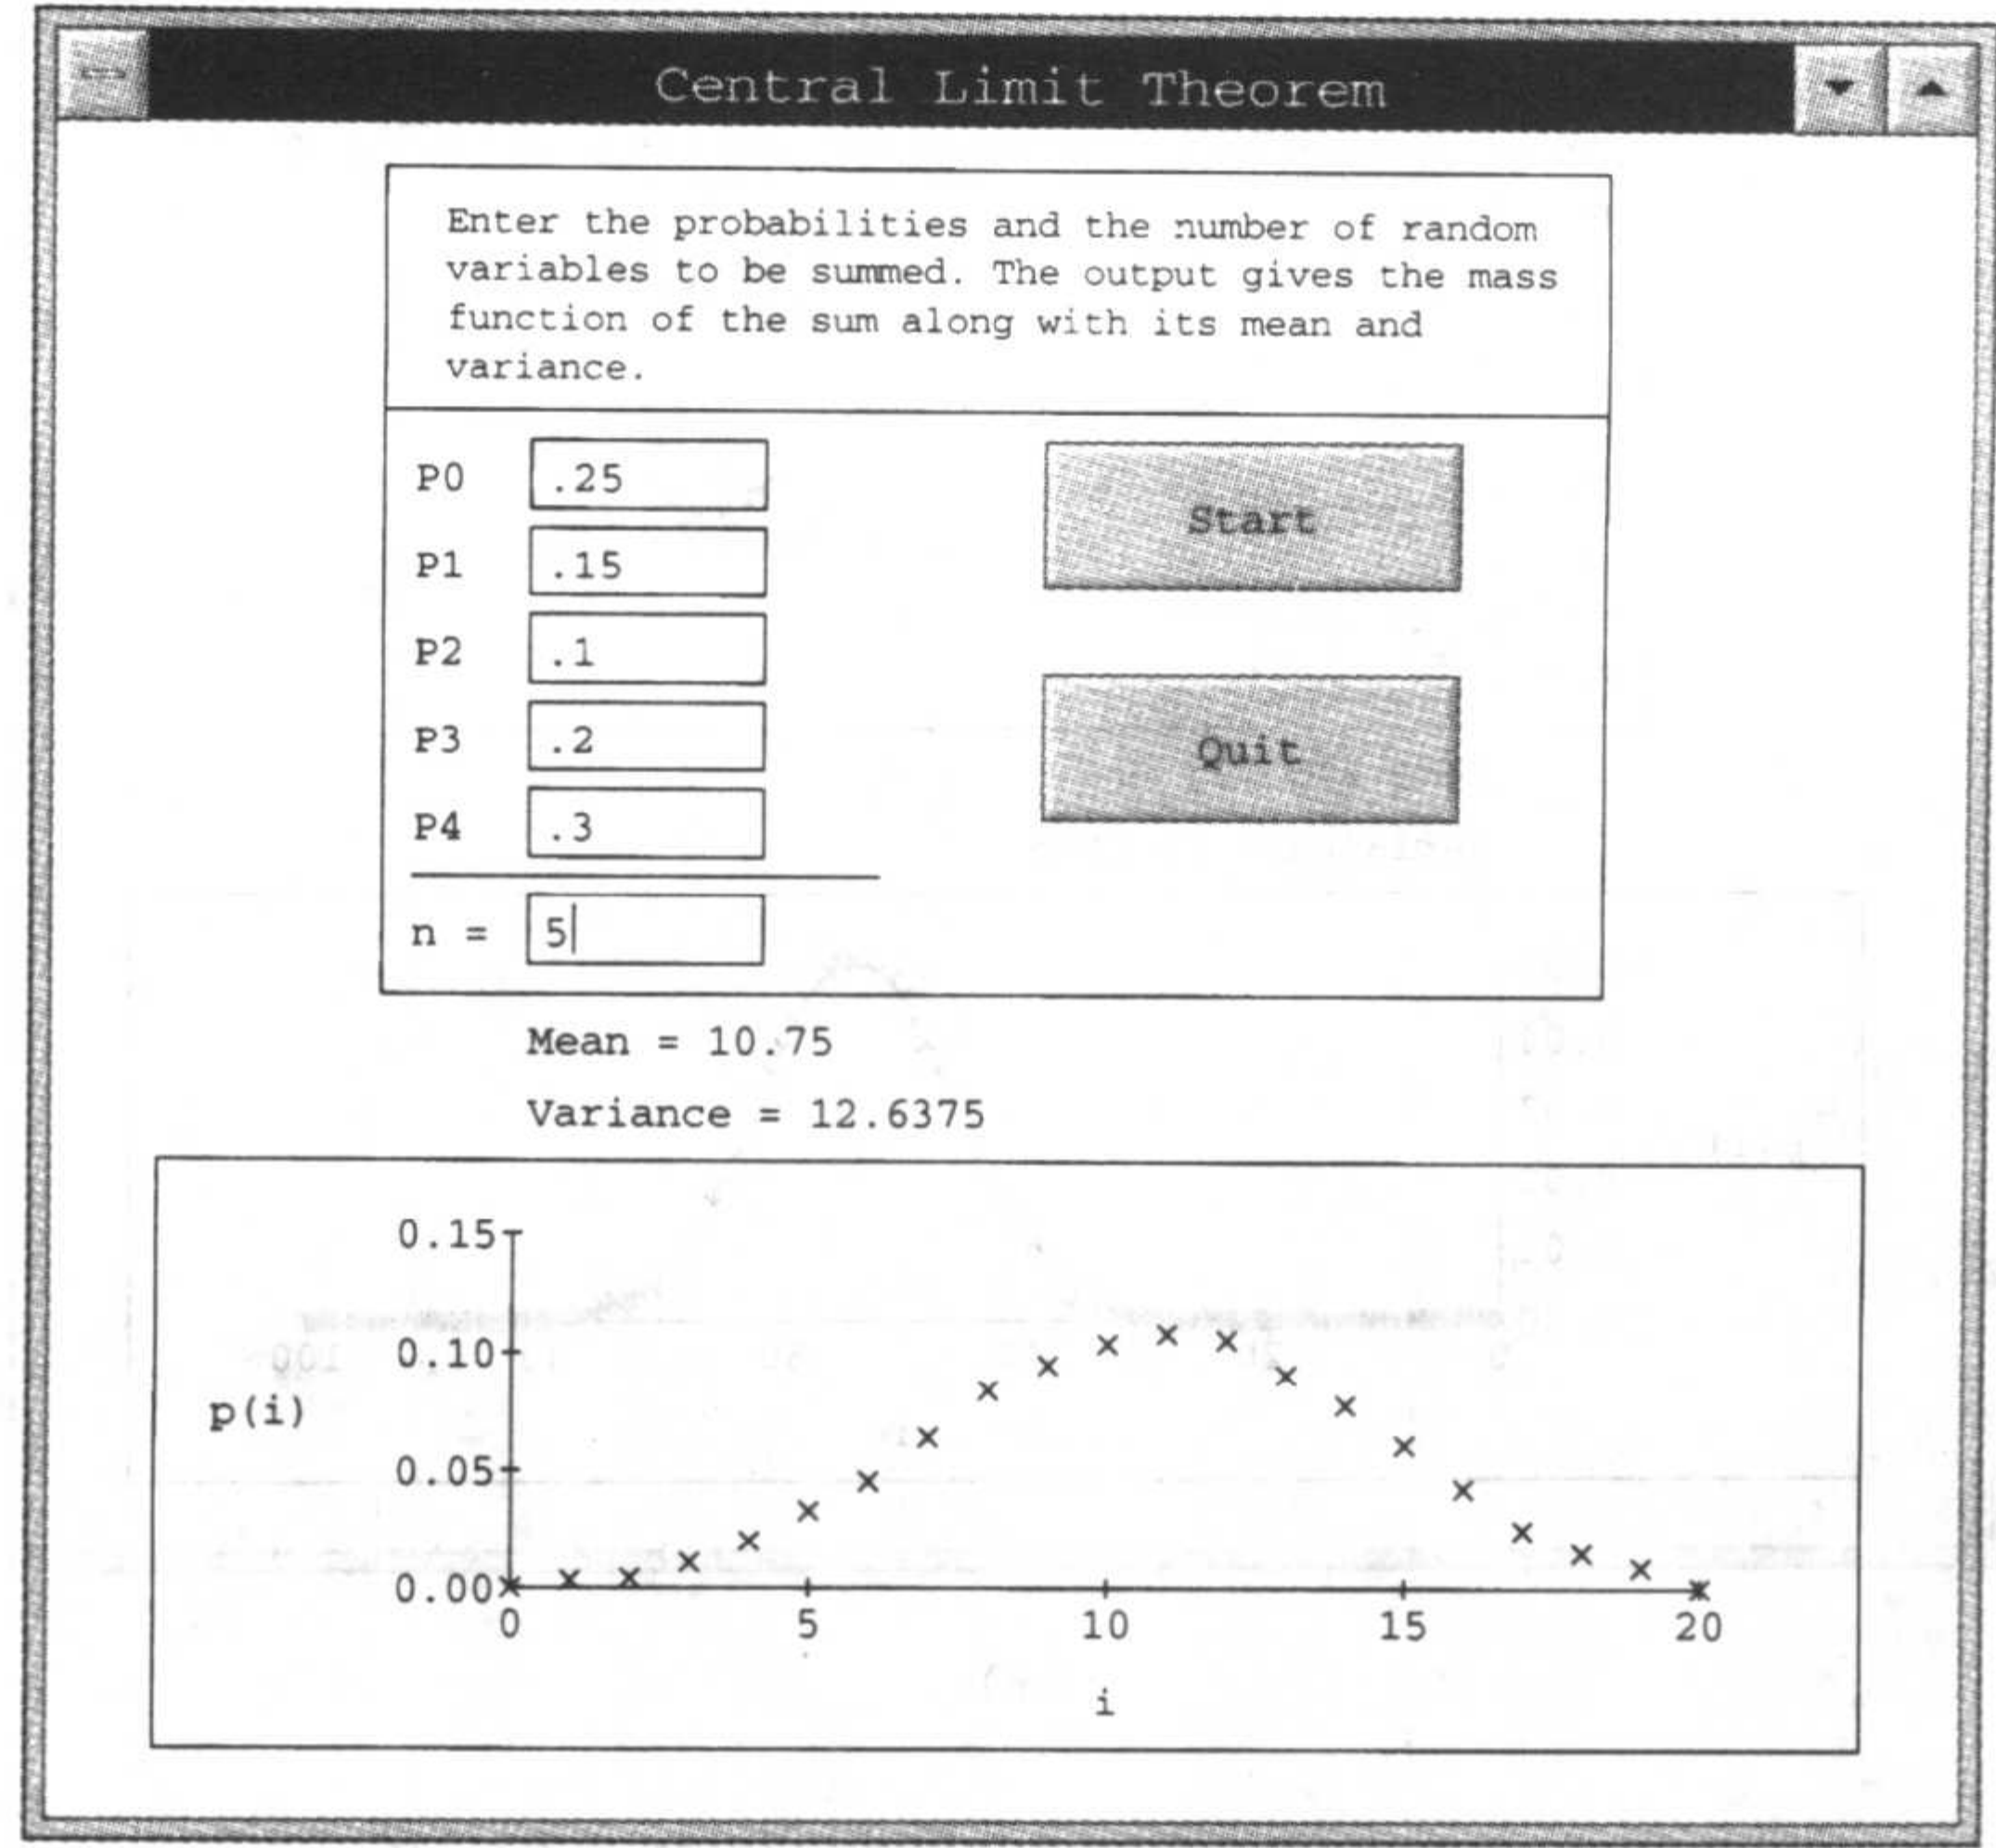 Central Limit Theorem
Enter the probabilities and the number of random
variables to be summed. The output gives the mass
function of the sum along with its mean and
variance.
P0 .25
Start
P1 .15
P2 .1
P3 .2
Quit
P4 .3
n = 5
Mean = 10.75
Variance = 12.6375
0.15
0.10
p(i)
0.05
0.00
0 5 10 15 20
i